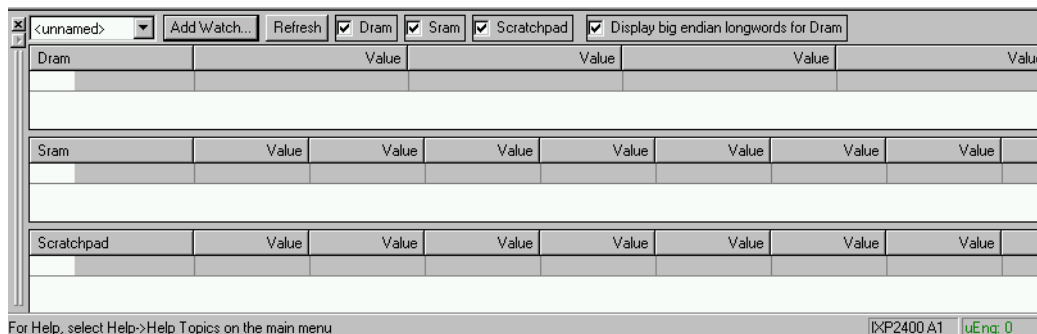 <unnamed> Add Watch... Refresh Dram Sram Scratchpad Display big endian longwords for Dram
Dram Value Value Value Value
Sram Value Value Value Value Value Value Value
Scratchpad Value Value Value Value Value Value Value
For Help, select Help->Help Topics on the main menu IXP2400 A1 uEng: 0